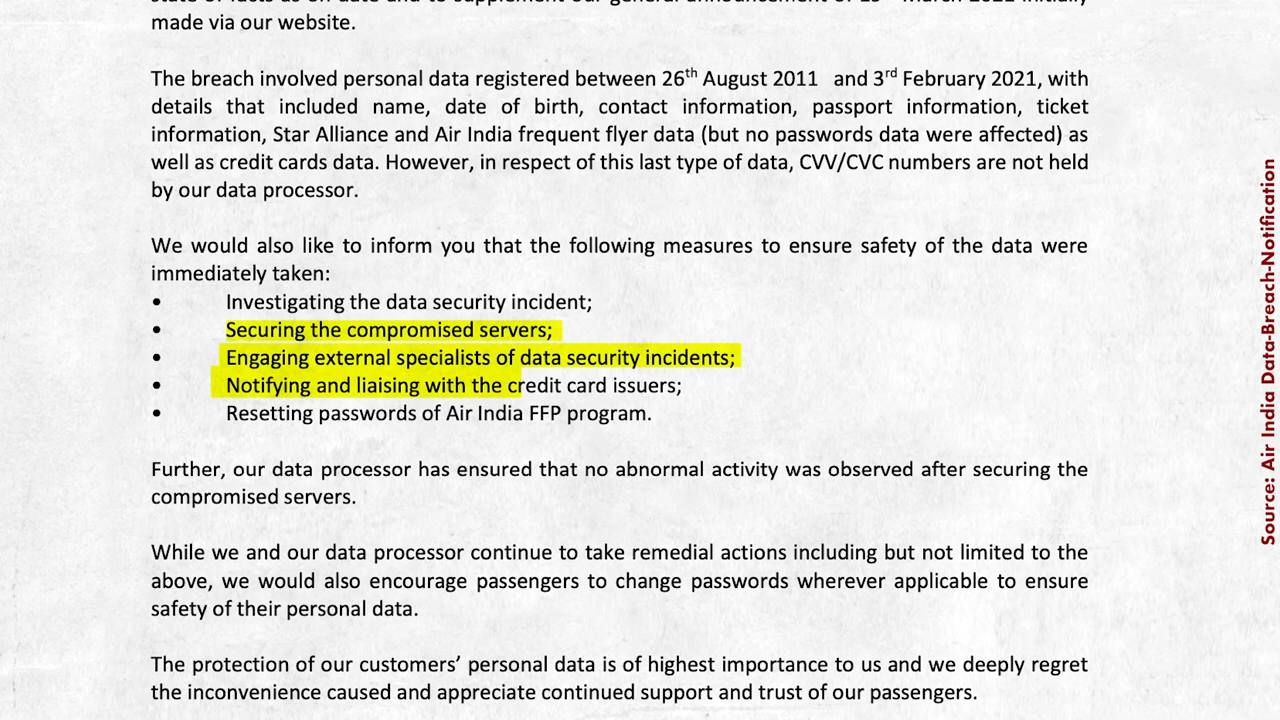 made via our website.
The breach involved personal data registered between 26th August 2011 and 3rd February 2021, with
details that included name, date of birth, contact information, passport information, ticket
information, Star Alliance and Air India frequent flyer data (but no passwords data were affected) as
well as credit cards data. However, in respect of this last type of data, CVV/CVC numbers are not held
by our data processor.
We would also like to inform you that the following measures to ensure safety of the data were
immediately taken:
• Investigating the data security incident;
• Securing the compromised servers;
• Engaging external specialists of data security incidents;
• Notifying and liaising with the credit card issuers;
• Resetting passwords of Air India FFP program.
Further, our data processor has ensured that no abnormal activity was observed after securing the
compromised servers.
While we and our data processor continue to take remedial actions including but not limited to the
above, we would also encourage passengers to change passwords wherever applicable to ensure
safety of their personal data.
The protection of our customers’ personal data is of highest importance to us and we deeply regret
the inconvenience caused and appreciate continued support and trust of our passengers.
Source: Air India Data-Breach-Notification